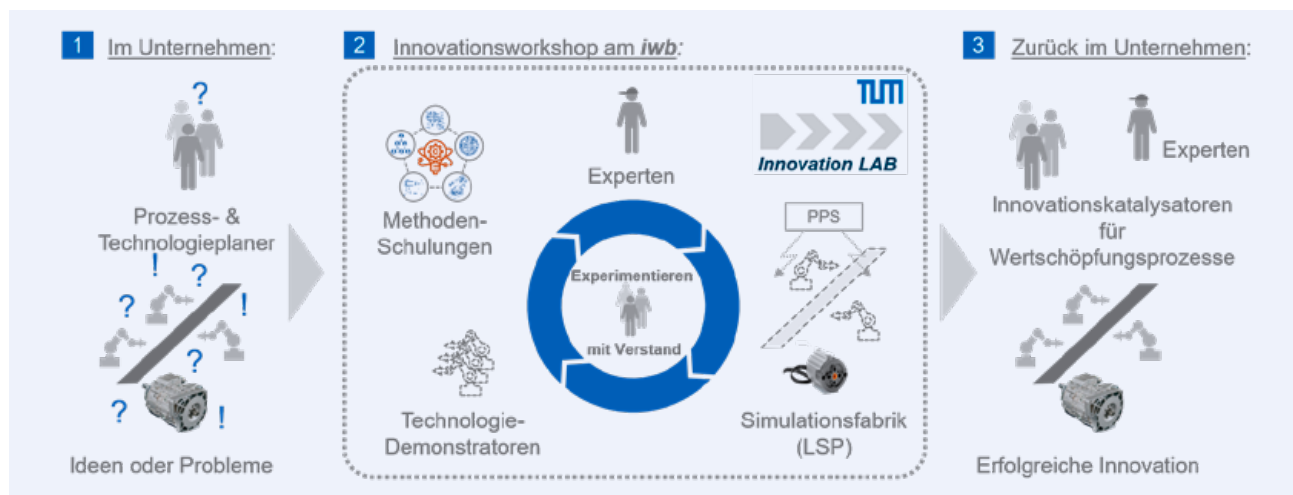 1 Im Unternehmen:
?
Prozess- &
Technologieplaner
! ?
? !
?
? !
Ideen oder Probleme
2 Innovationsworkshop am iwb:
Methoden-
Schulungen
Experten
TUM
Innovation LAB
Experimentieren
mit Verstand
PPS
Technologie-
Demonstratoren
Simulationsfabrik
(LSP)
3 Zurück im Unternehmen:
Experten
Innovationskatalysatoren
für
Wertschöpfungsprozesse
Erfolgreiche Innovation